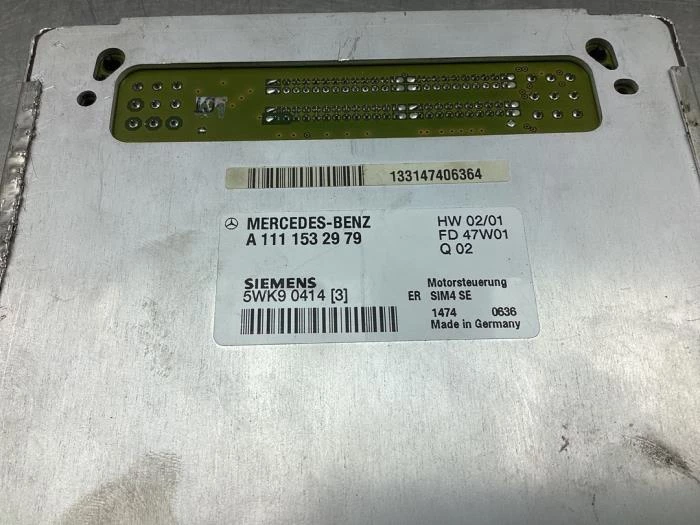 133147406364
MERCEDES-BENZ HW 02/01
A 111 153 29 79 FD 47W01
Q 02
SIEMENS Motorsteuerung
5WK9 0414 [3] ER SIM4 SE
1474 0636
Made in Germany